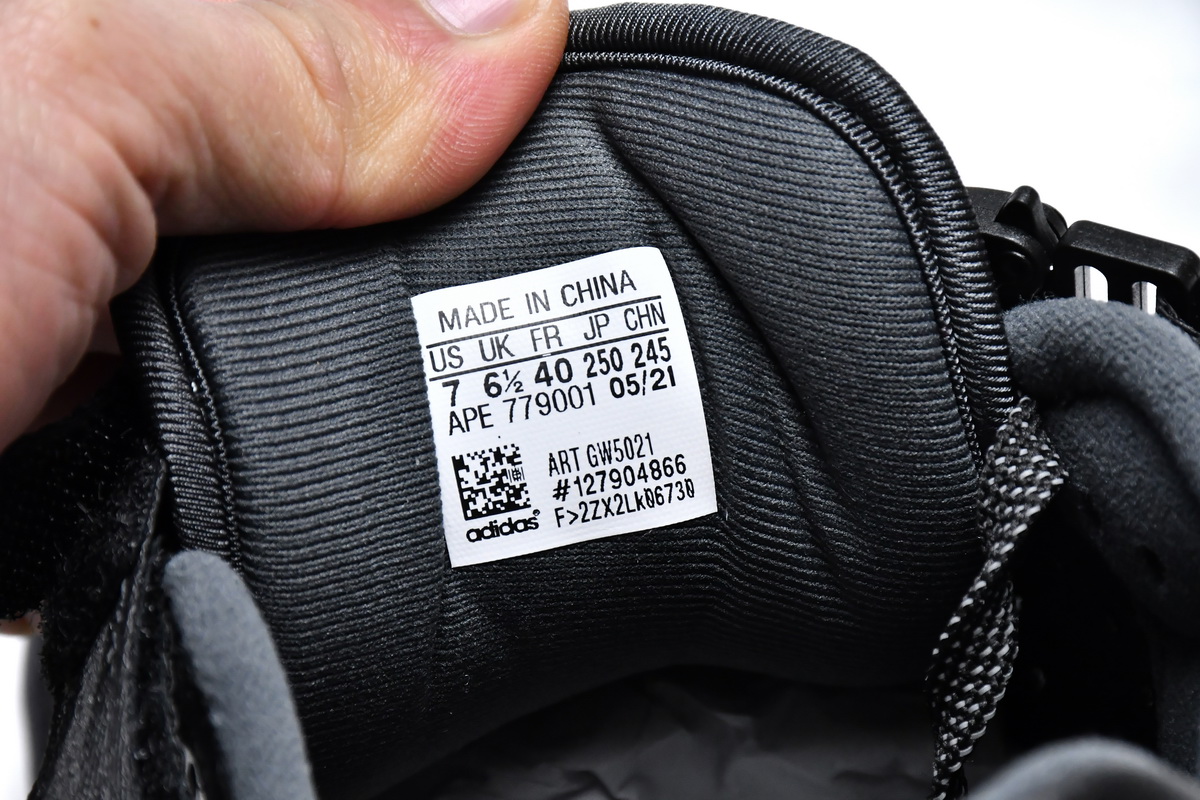 MADE IN CHINA
US UK FR JP CHN
7 6½ 40 250 245
APE 779001 05/21
ART GW5021
#127904866
F>2ZX2Lk06730
adidas®